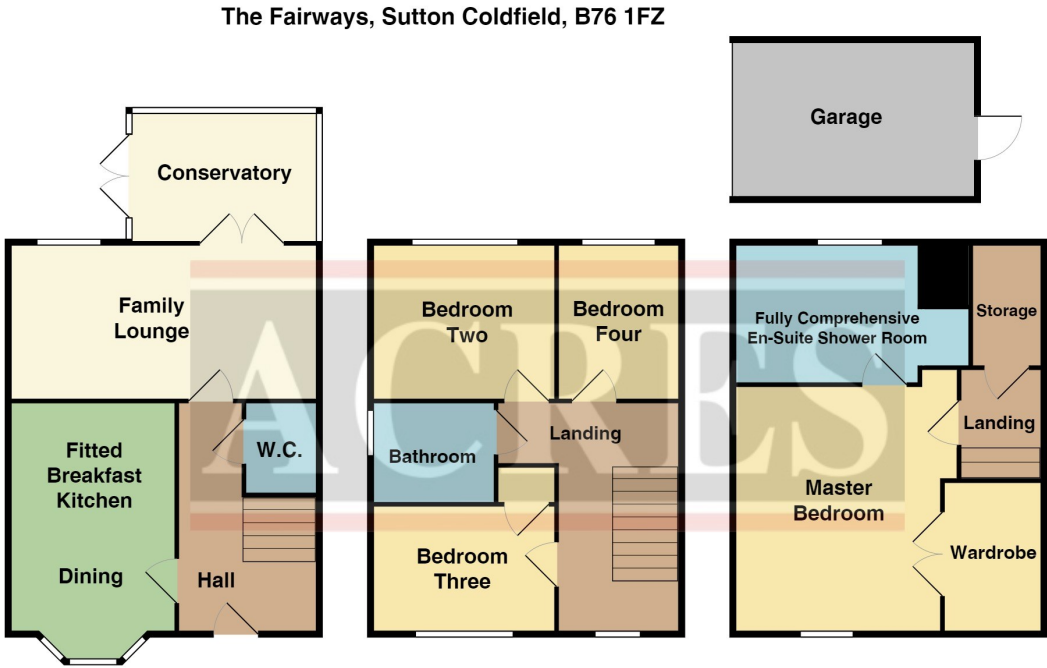 The Fairways, Sutton Coldfield, B76 1FZ
Garage
Conservatory
Family
Lounge
Fitted
Breakfast
Kitchen
Dining
W.C.
Hall
Bedroom
Two
Bedroom
Four
Bathroom
Landing
Bedroom
Three
Fully Comprehensive
En-Suite Shower Room
Storage
Landing
Master
Bedroom
Wardrobe
ACRES